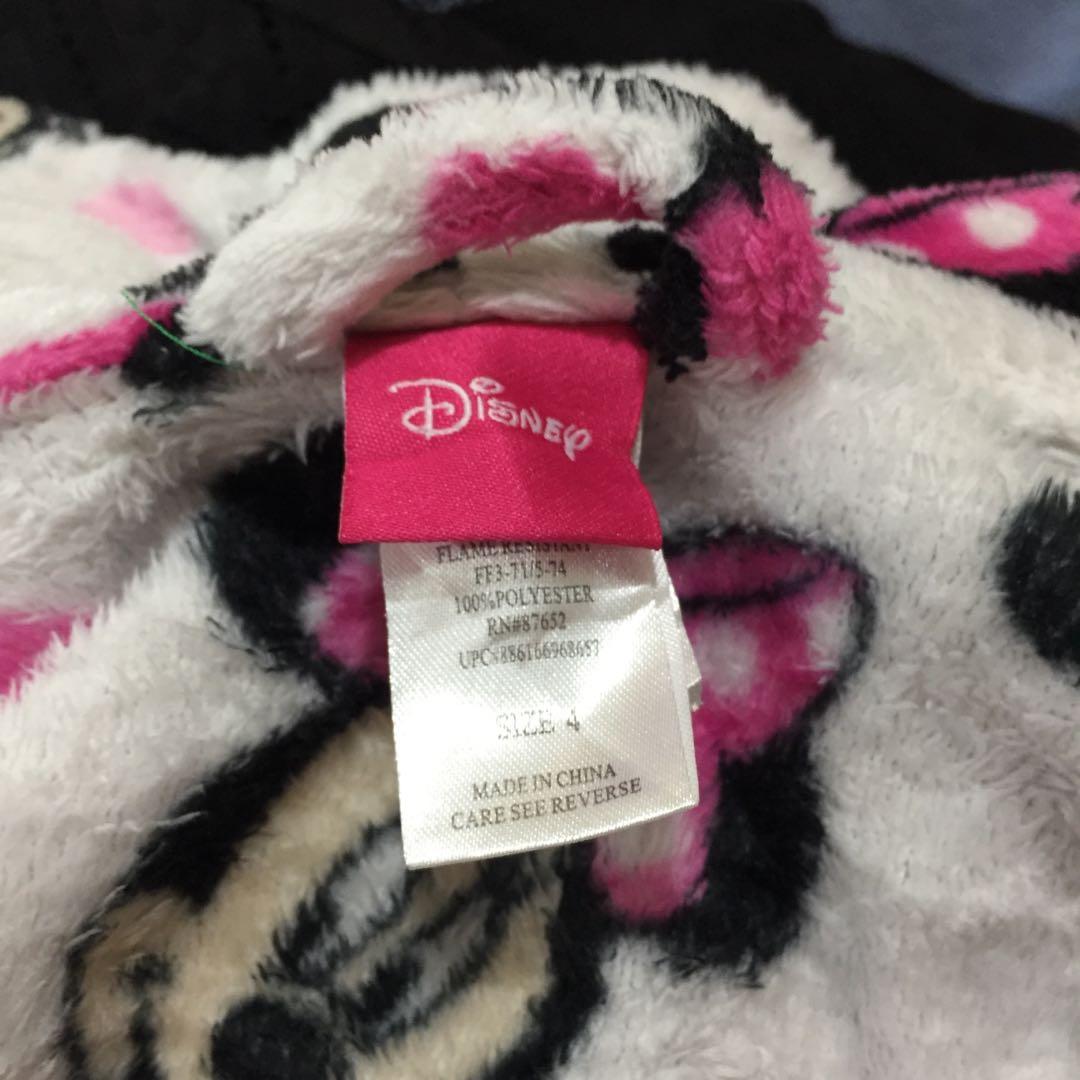 Disney
FLAME RESISTANT
FF3-71/5-74
100%POLYESTER
RN#87652
SIZE 4
MADE IN CHINA
CARE SEE REVERSE